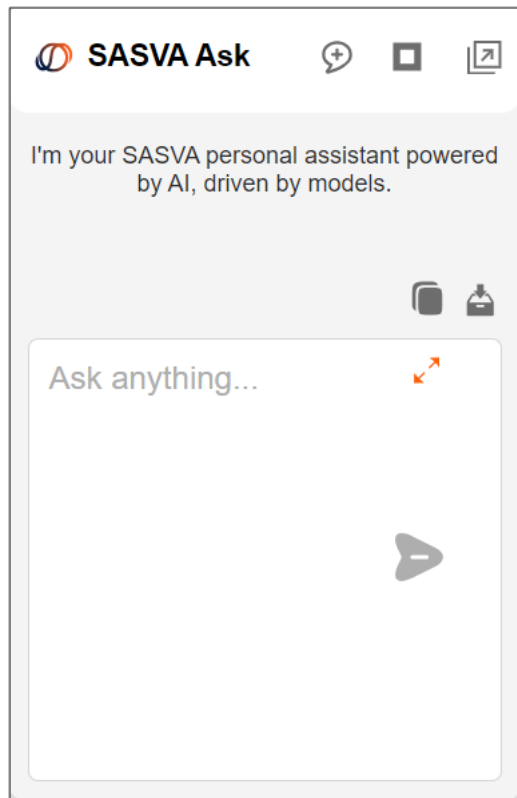 SASVA Ask
I'm your SASVA personal assistant powered
by AI, driven by models.
Ask anything...